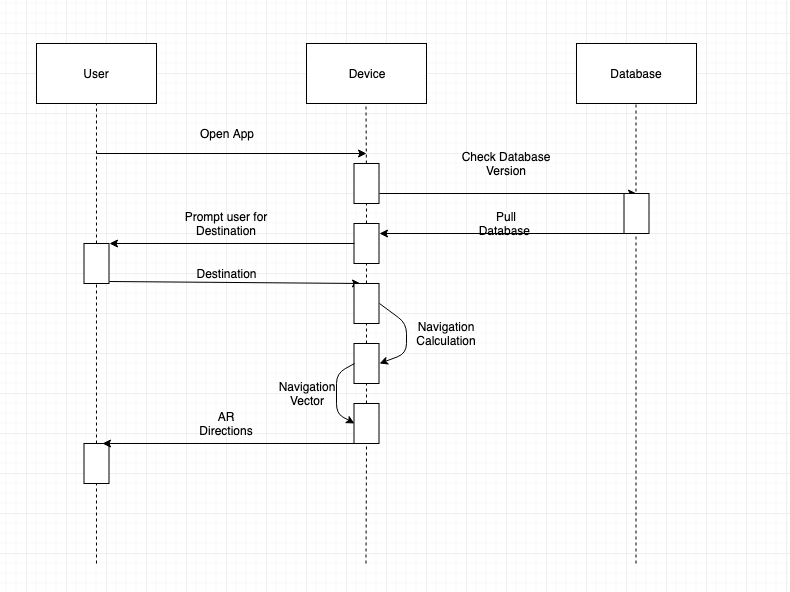 User
Device
Database
Open App
Check Database
Version
Prompt user for
Destination
Pull
Database
Destination
Navigation
Calculation
Navigation
Vector
AR
Directions